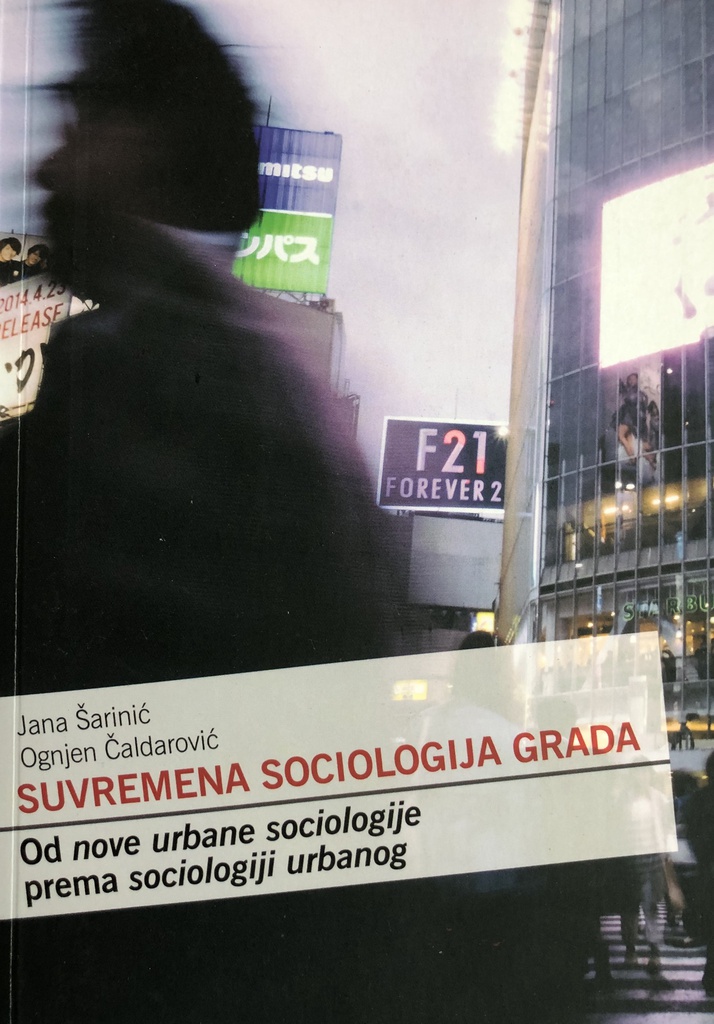 mitsu
ンパス
2014.4.23
RELEASE
F21
FOREVER 2
STARBU
Jana Šarinić
Ognjen Čaldarović
SUVREMENA SOCIOLOGIJA GRADA
Od nove urbane sociologije
prema sociologiji urbanog